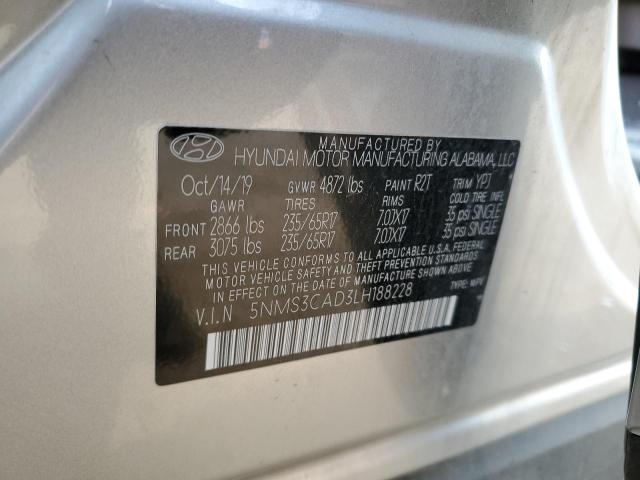 MANUFACTURED BY
HYUNDAI MOTOR MANUFACTURING ALABAMA, LLC
Oct/14/19 GVWR 4872 lbs PAINT R2T TRIM YPJ
GAWR TIRES RIMS COLD TIRE INFL
FRONT 2866 lbs 235/65R17 7.0JX17 35 psi SINGLE
REAR 3075 lbs 235/65R17 7.0JX17 35 psi SINGLE
THIS VEHICLE CONFORMS TO ALL APPLICABLE U.S.A. FEDERAL
MOTOR VEHICLE SAFETY AND THEFT PREVENTION STANDARDS
IN EFFECT ON THE DATE OF MANUFACTURE SHOWN ABOVE.
V.I.N 5NMS3CAD3LH188228 TYPE: MPV